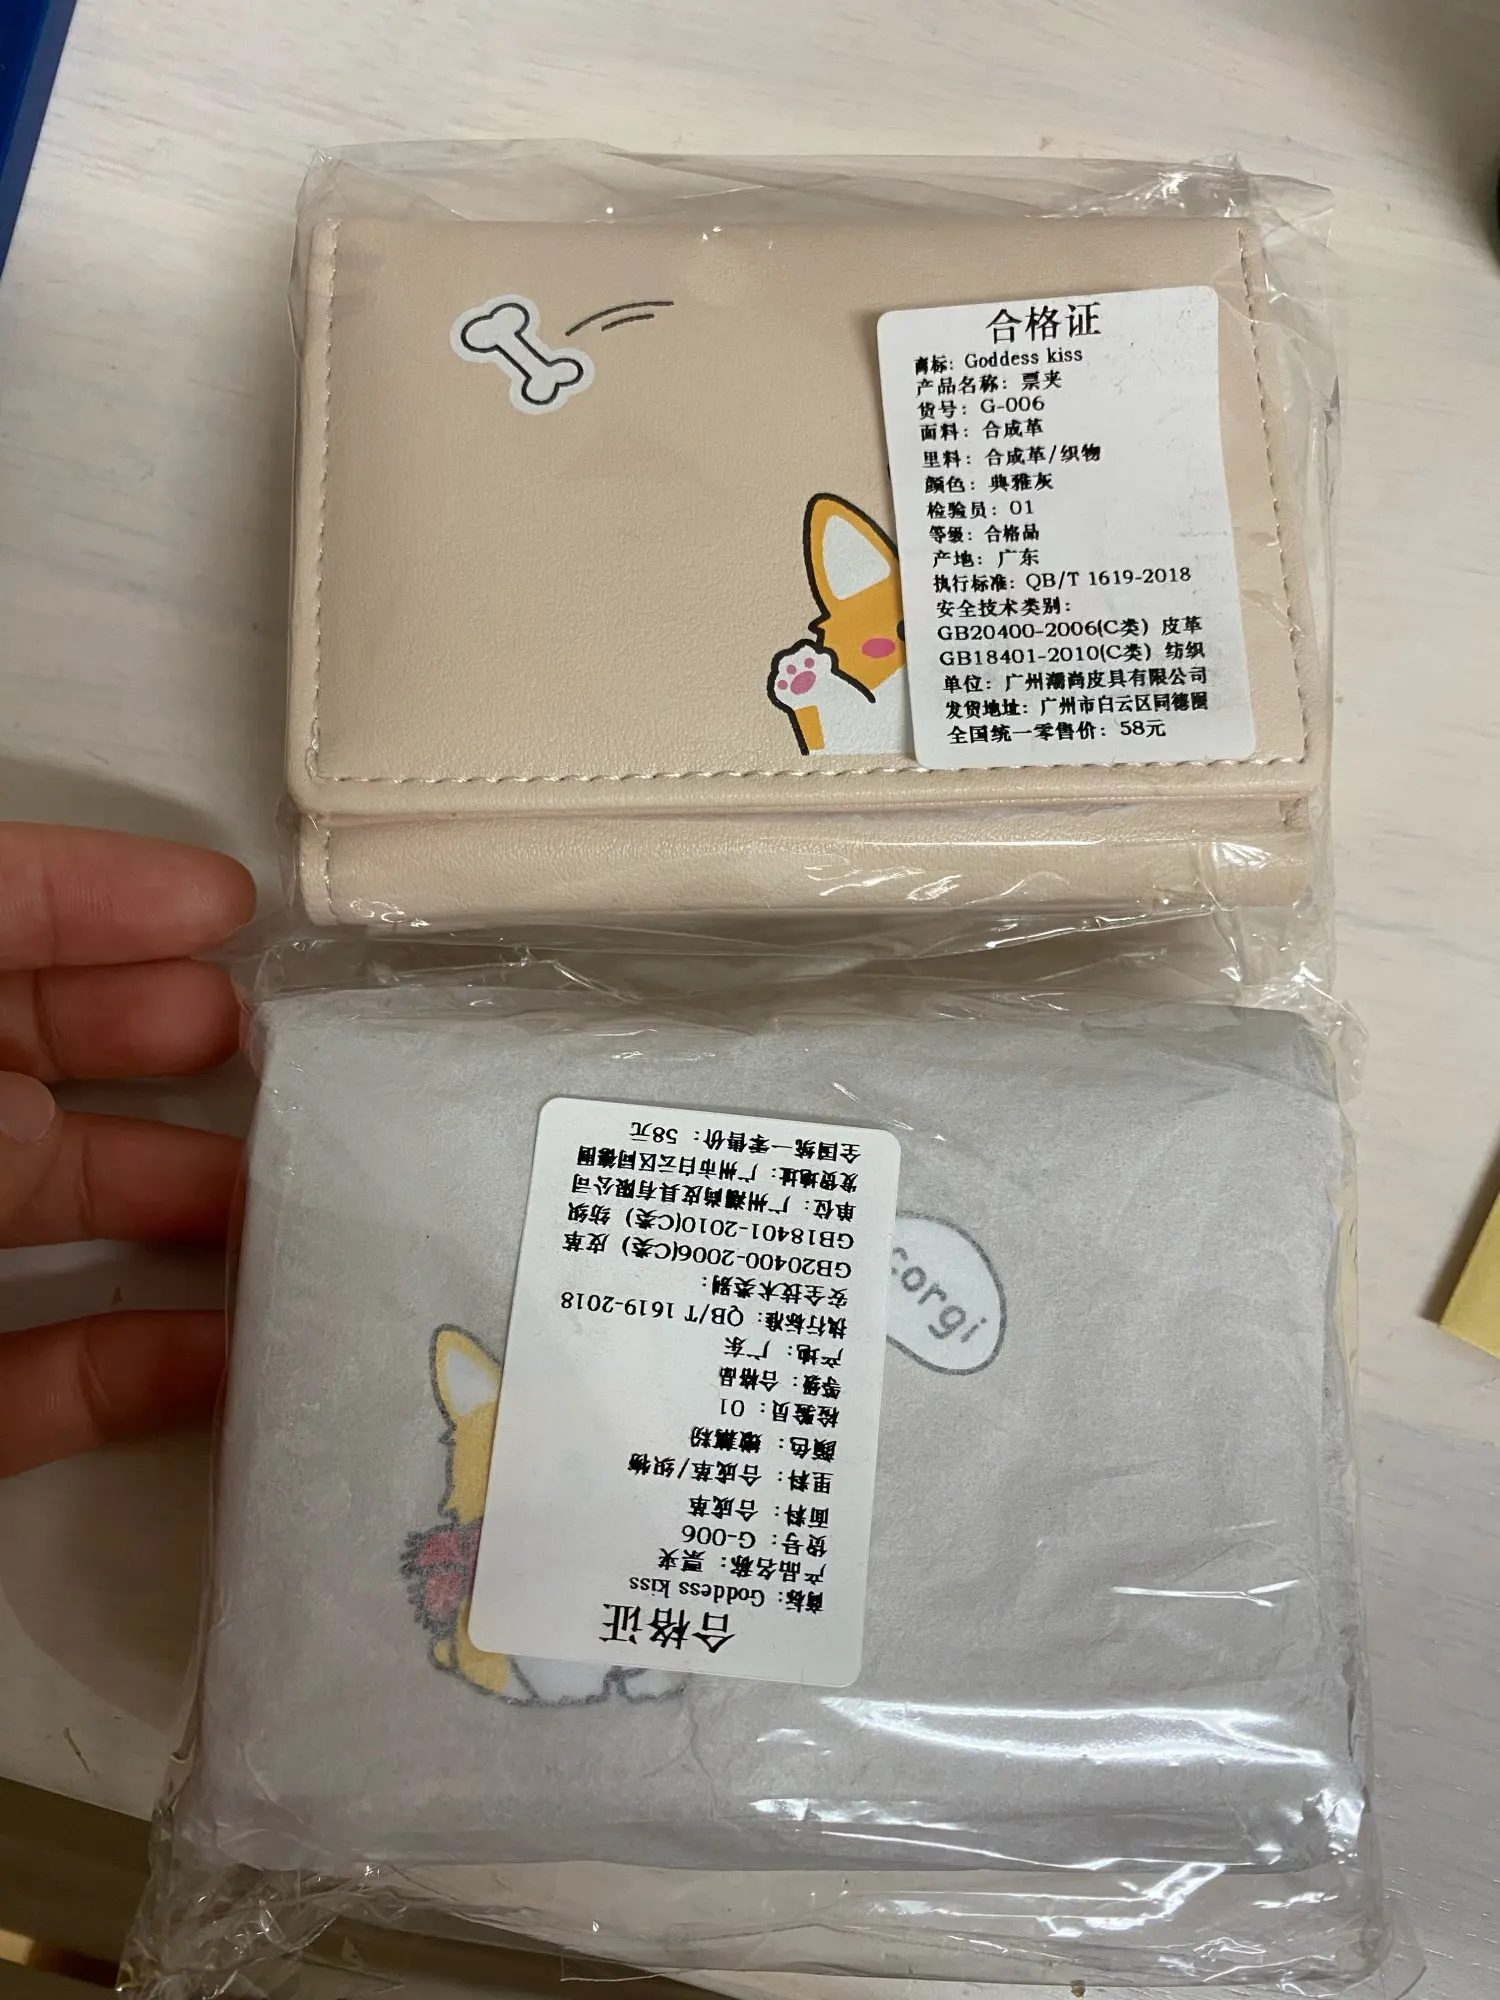 合格证
商标：Goddess kiss
产品名称：票夹
货号：G-006
面料：合成革
里料：合成革/织物
颜色：典雅灰
检验员：01
等级：合格品
产地：广东
执行标准：QB/T 1619-2018
安全技术类别：
GB20400-2006(C类) 皮革
GB18401-2010(C类) 纺织
单位：广州潮尚皮具有限公司
发货地址：广州市白云区同德围
全国统一零售价：58元
corgi
合格证
商标：Goddess kiss
产品名称：票夹
货号：G-006
面料：合成革
里料：合成革/织物
颜色：嫩藕粉
检验员：01
等级：合格品
产地：广东
执行标准：QB/T 1619-2018
安全技术类别：
GB20400-2006(C类) 皮革
GB18401-2010(C类) 纺织
单位：广州潮尚皮具有限公司
发货地址：广州市白云区同德围
全国统一零售价：58元